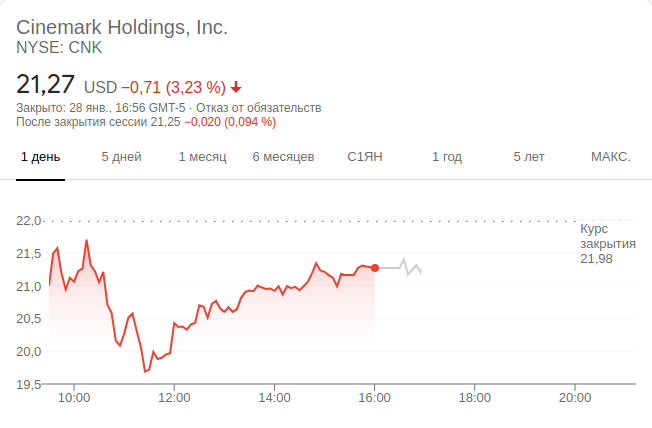 Cinemark Holdings, Inc.
NYSE: CNK
21,27 USD −0,71 (3,23 %)
Закрыто: 28 янв., 16:56 GMT-5 · Отказ от обязательств
После закрытия сессии 21,25 −0,020 (0,094 %)
1 день 5 дней 1 месяц 6 месяцев С1ЯН 1 год 5 лет МАКС.
22,0
Курс
закрытия
21,98
21,5
21,0
20,5
20,0
19,5
10:00 12:00 14:00 16:00 18:00 20:00